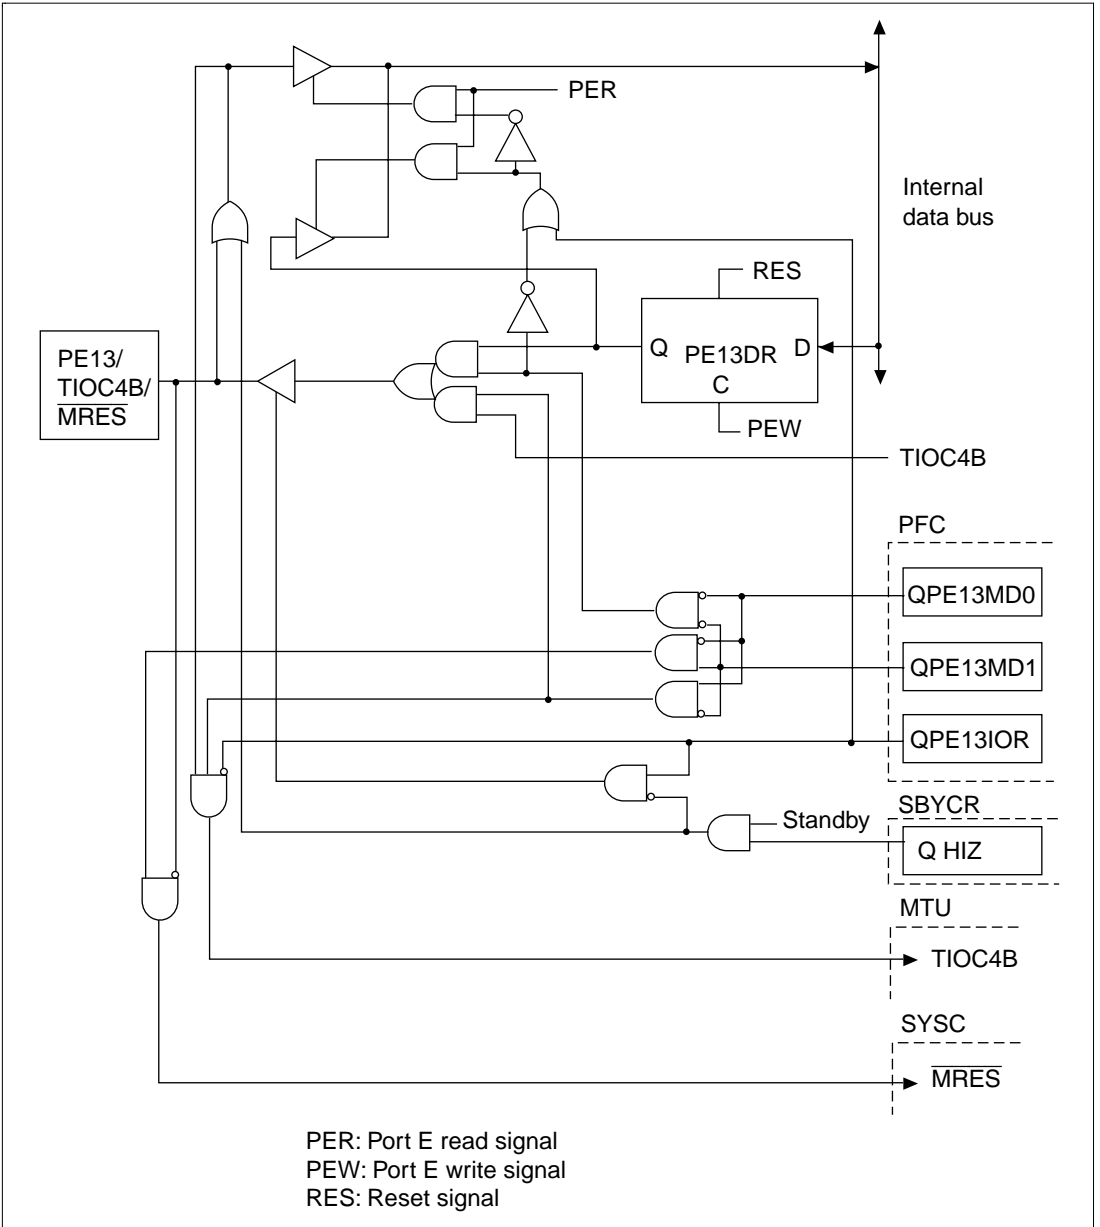 PER
Internal
data bus
RES
Q PE13DR D
C
PEW
PE13/
TIOC4B/
MRES
TIOC4B
PFC
QPE13MD0
QPE13MD1
QPE13IOR
SBYCR
Standby
Q HIZ
MTU
TIOC4B
SYSC
MRES
PER: Port E read signal
PEW: Port E write signal
RES: Reset signal